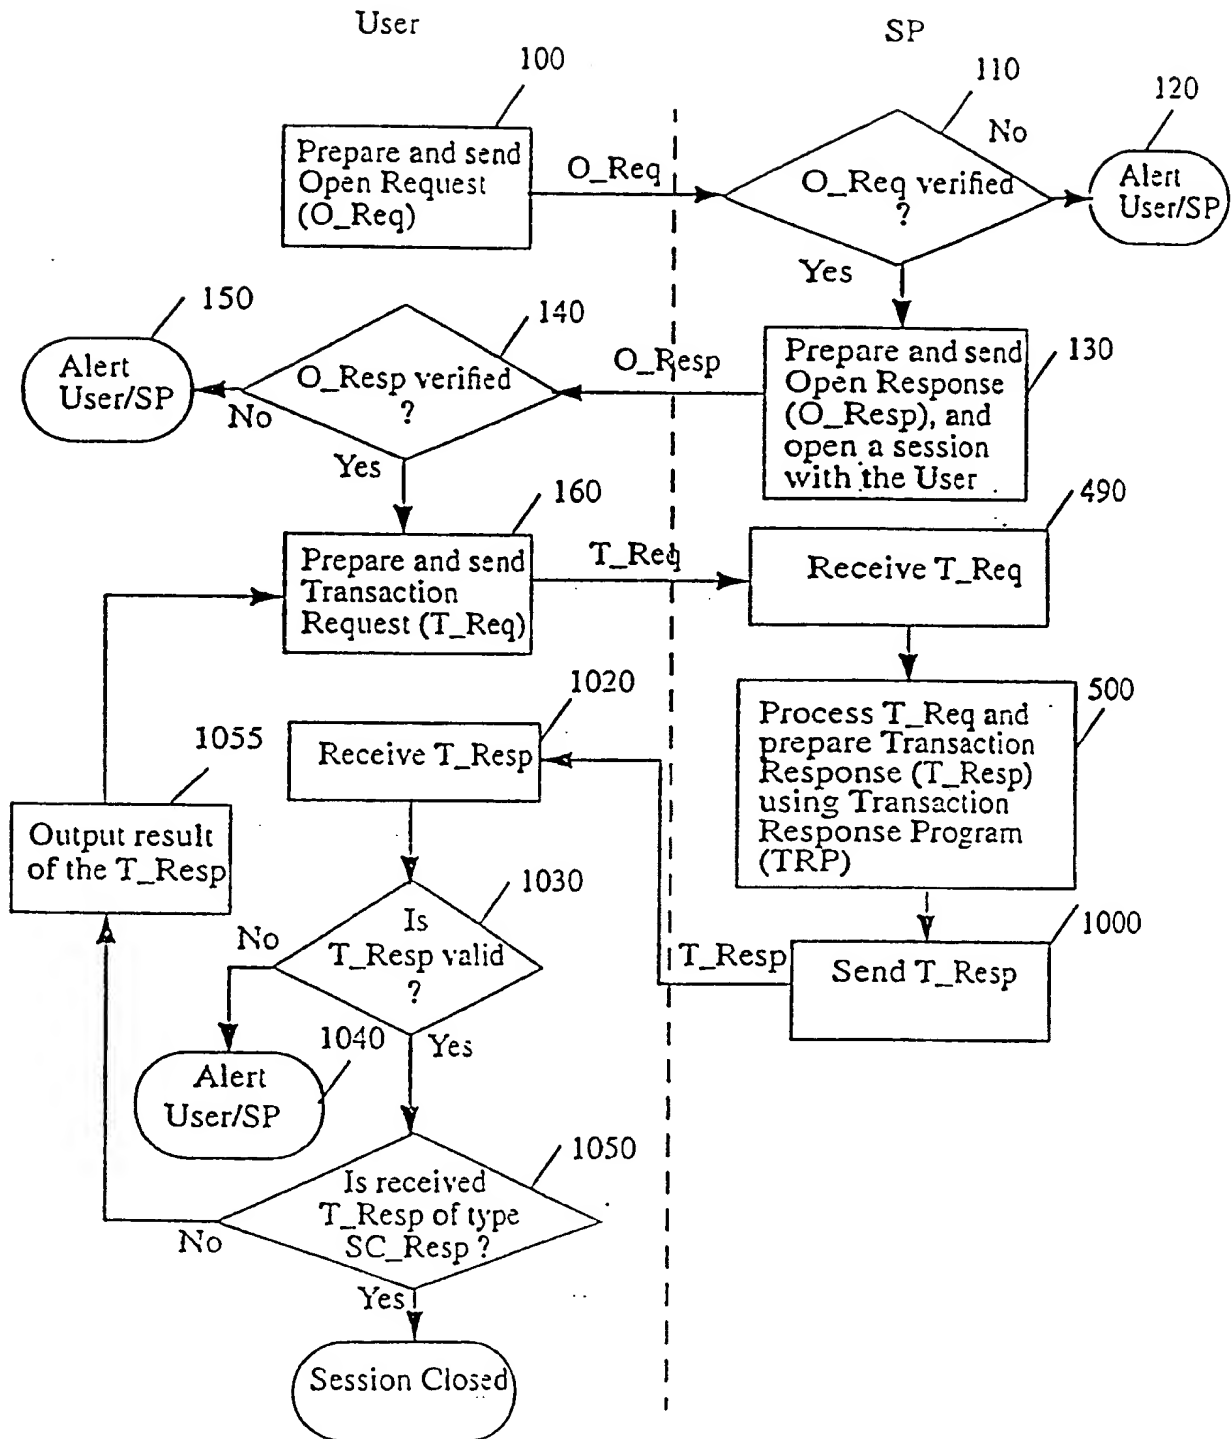 User
SP
100
110
120
Prepare and send
Open Request
(O_Req)
O_Req
O_Req verified
?
No
Alert
User/SP
Yes
150
140
Alert
User/SP
No
O_Resp verified
?
O_Resp
Prepare and send
Open Response
(O_Resp), and
open a session
with the User
130
Yes
160
490
Prepare and send
Transaction
Request (T_Req)
T_Req
Receive T_Req
1020
500
Receive T_Resp
Process T_Req and
prepare Transaction
Response (T_Resp)
using Transaction
Response Program
(TRP)
1055
Output result
of the T_Resp
1030
Is
T_Resp valid
?
No
1000
T_Resp
Send T_Resp
1040
Yes
Alert
User/SP
1050
Is received
T_Resp of type
SC_Resp ?
No
Yes
Session Closed